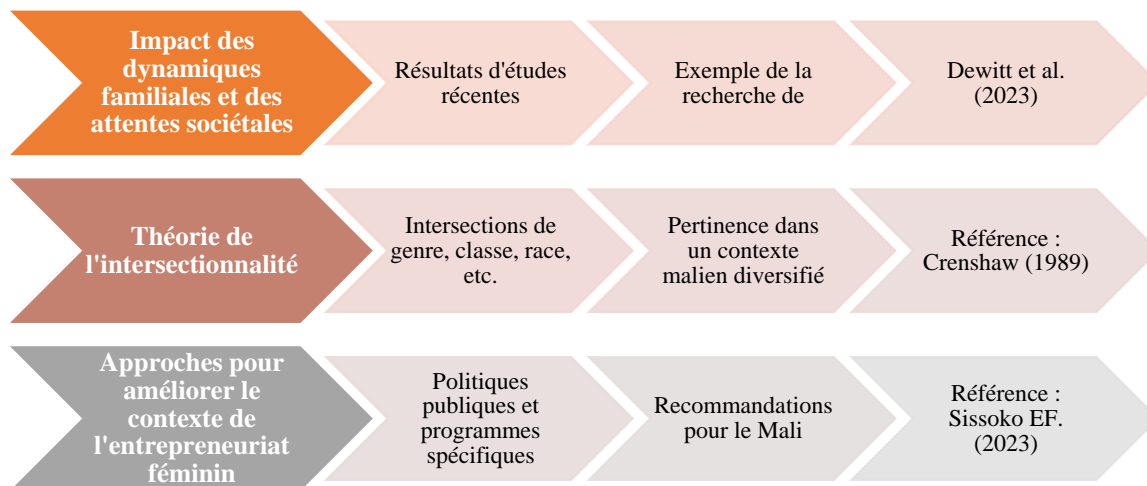 Impact des
dynamiques
familiales et des
attentes sociétales
Résultats d'études
récentes
Exemple de la
recherche de
Dewitt et al.
(2023)
Théorie de
l'intersectionnalité
Intersections de
genre, classe, race,
etc.
Pertinence dans
un contexte
malien diversifié
Référence :
Crenshaw (1989)
Approches pour
améliorer le
contexte de
l'entrepreneuriat
féminin
Politiques
publiques et
programmes
spécifiques
Recommandations
pour le Mali
Référence :
Sissoko EF.
(2023)